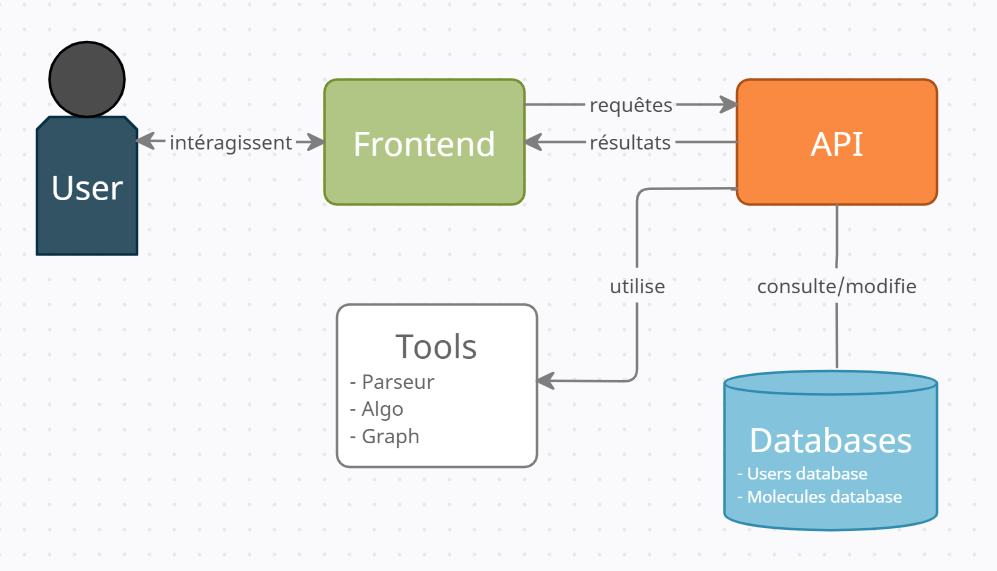 User
intéragissent
Frontend
requêtes
résultats
API
utilise
consulte/modifie
Tools
- Parseur
- Algo
- Graph
Databases
- Users database
- Molecules database